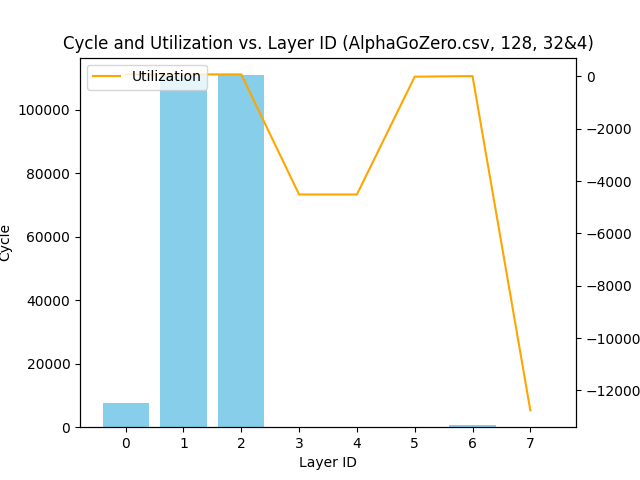 Cycle and Utilization vs. Layer ID (AlphaGoZero.csv, 128, 32&4)
Utilization
Cycle
100000
80000
60000
40000
20000
0
0
−2000
−4000
−6000
−8000
−10000
−12000
0 1 2 3 4 5 6 7
Layer ID